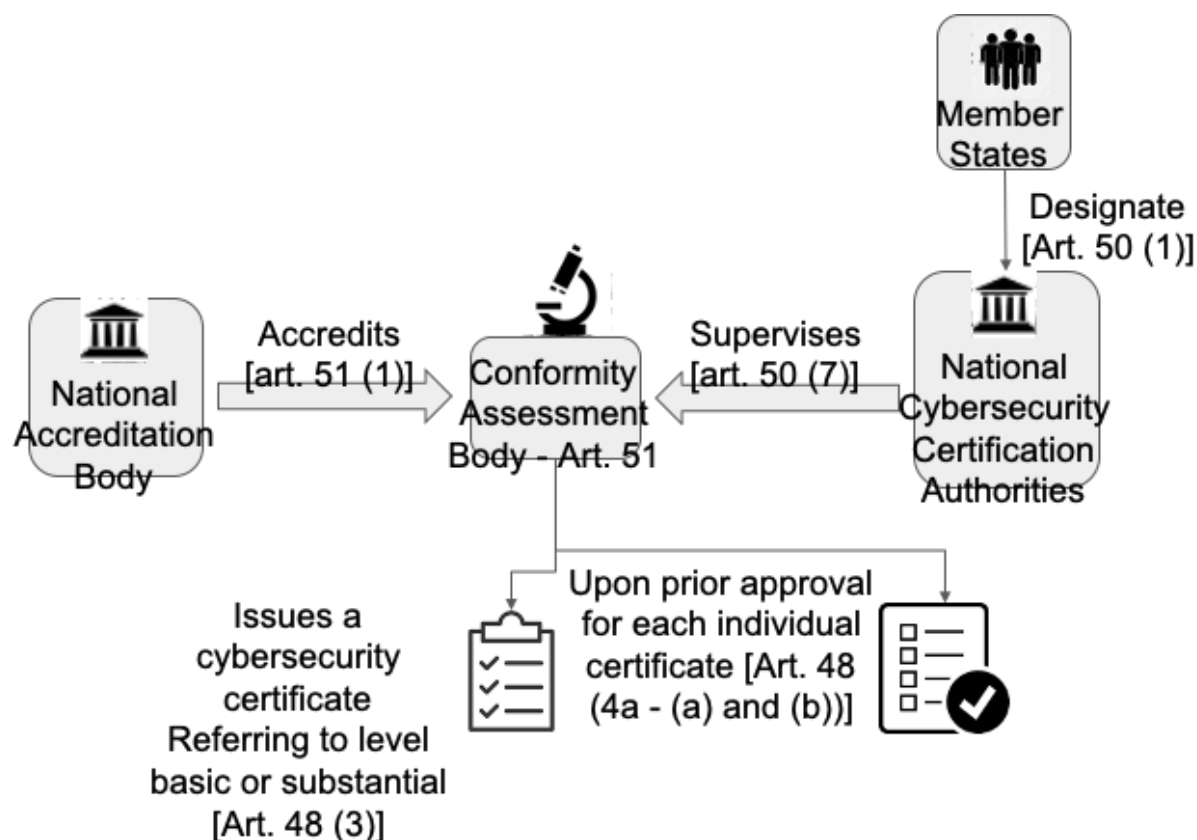 Member
States
Designate
[Art. 50 (1)]
National
Accreditation
Body
Accredits
[art. 51 (1)]
Conformity
Assessment
Body - Art. 51
Supervises
[art. 50 (7)]
National
Cybersecurity
Certification
Authorities
Issues a
cybersecurity
certificate
Referring to level
basic or substantial
[Art. 48 (3)]
Upon prior approval
for each individual
certificate [Art. 48
(4a - (a) and (b))]